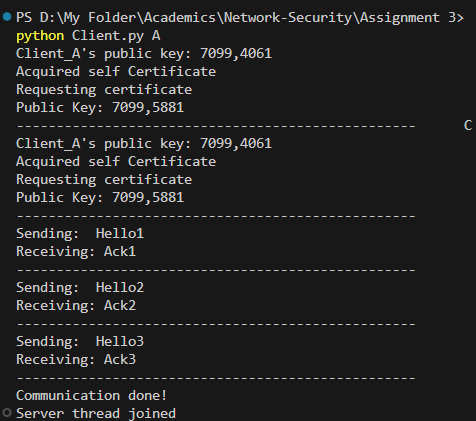 PS D:\My Folder\Academics\Network-Security\Assignment 3>
python Client.py A
Client_A's public key: 7099,4061
Acquired self Certificate
Requesting certificate
Public Key: 7099,5881
-------------------------------------------------- C
Client_A's public key: 7099,4061
Acquired self Certificate
Requesting certificate
Public Key: 7099,5881
--------------------------------------------------
Sending:  Hello1
Receiving: Ack1
--------------------------------------------------
Sending:  Hello2
Receiving: Ack2
--------------------------------------------------
Sending:  Hello3
Receiving: Ack3
--------------------------------------------------
Communication done!
Server thread joined